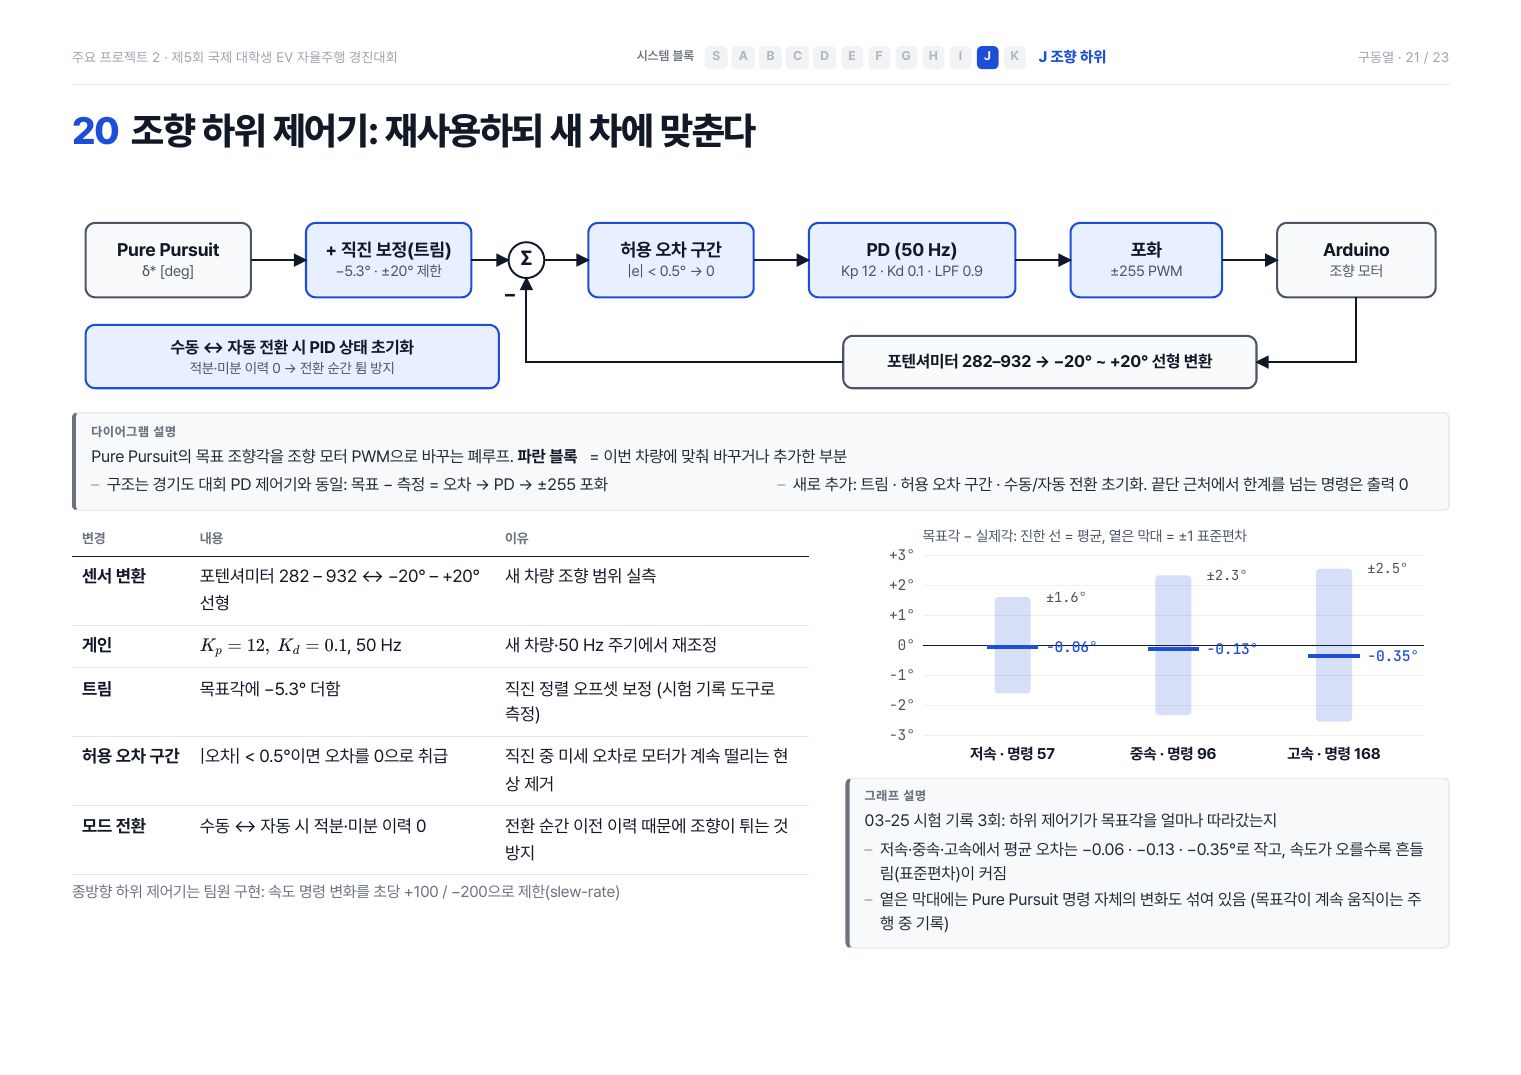 주요 프로젝트 2 · 제5회 국제 대학생 EV 자율주행 경진대회
시스템 블록 S A B C D E F G H I J K J 조향 하위
구동열 · 21 / 23
20 조향 하위 제어기: 재사용하되 새 차에 맞춘다
Pure Pursuit
δ* [deg]
+ 직진 보정(트림)
−5.3° · ±20° 제한
Σ
−
허용 오차 구간
|e| < 0.5° → 0
PD (50 Hz)
Kp 12 · Kd 0.1 · LPF 0.9
포화
±255 PWM
Arduino
조향 모터
수동 ↔ 자동 전환 시 PID 상태 초기화
적분·미분 이력 0 → 전환 순간 튐 방지
포텐셔미터 282–932 → −20° ~ +20° 선형 변환
다이어그램 설명
Pure Pursuit의 목표 조향각을 조향 모터 PWM으로 바꾸는 폐루프. 파란 블록 = 이번 차량에 맞춰 바꾸거나 추가한 부분
– 구조는 경기도 대회 PD 제어기와 동일: 목표 − 측정 = 오차 → PD → ±255 포화
– 새로 추가: 트림 · 허용 오차 구간 · 수동/자동 전환 초기화. 끝단 근처에서 한계를 넘는 명령은 출력 0
변경 내용 이유
센서 변환 포텐셔미터 282 – 932 ↔ −20° – +20° 새 차량 조향 범위 실측
선형
게인 Kp = 12, Kd = 0.1, 50 Hz 새 차량·50 Hz 주기에서 재조정
트림 목표각에 −5.3° 더함 직진 정렬 오프셋 보정 (시험 기록 도구로
측정)
허용 오차 구간 |오차| < 0.5°이면 오차를 0으로 취급 직진 중 미세 오차로 모터가 계속 떨리는 현
상 제거
모드 전환 수동 ↔ 자동 시 적분·미분 이력 0 전환 순간 이전 이력 때문에 조향이 튀는 것
방지
종방향 하위 제어기는 팀원 구현: 속도 명령 변화를 초당 +100 / −200으로 제한(slew-rate)
목표각 − 실제각: 진한 선 = 평균, 옅은 막대 = ±1 표준편차
+3°
+2°
+1°
0°
-1°
-2°
-3°
±1.6°
-0.06°
±2.3°
-0.13°
±2.5°
-0.35°
저속 · 명령 57
중속 · 명령 96
고속 · 명령 168
그래프 설명
03-25 시험 기록 3회: 하위 제어기가 목표각을 얼마나 따라갔는지
– 저속·중속·고속에서 평균 오차는 −0.06 · −0.13 · −0.35°로 작고, 속도가 오를수록 흔들
림(표준편차)이 커짐
– 옅은 막대에는 Pure Pursuit 명령 자체의 변화도 섞여 있음 (목표각이 계속 움직이는 주
행 중 기록)